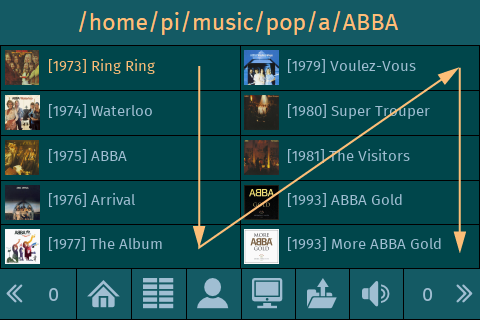 /home/pi/music/pop/a/ABBA
[1973] Ring Ring
[1974] Waterloo
[1975] ABBA
[1976] Arrival
[1977] The Album
[1979] Voulez-Vous
[1980] Super Trouper
[1981] The Visitors
ABBA
GOLD
[1993] ABBA Gold
MORE
ABBA
GOLD
[1993] More ABBA Gold
0
0